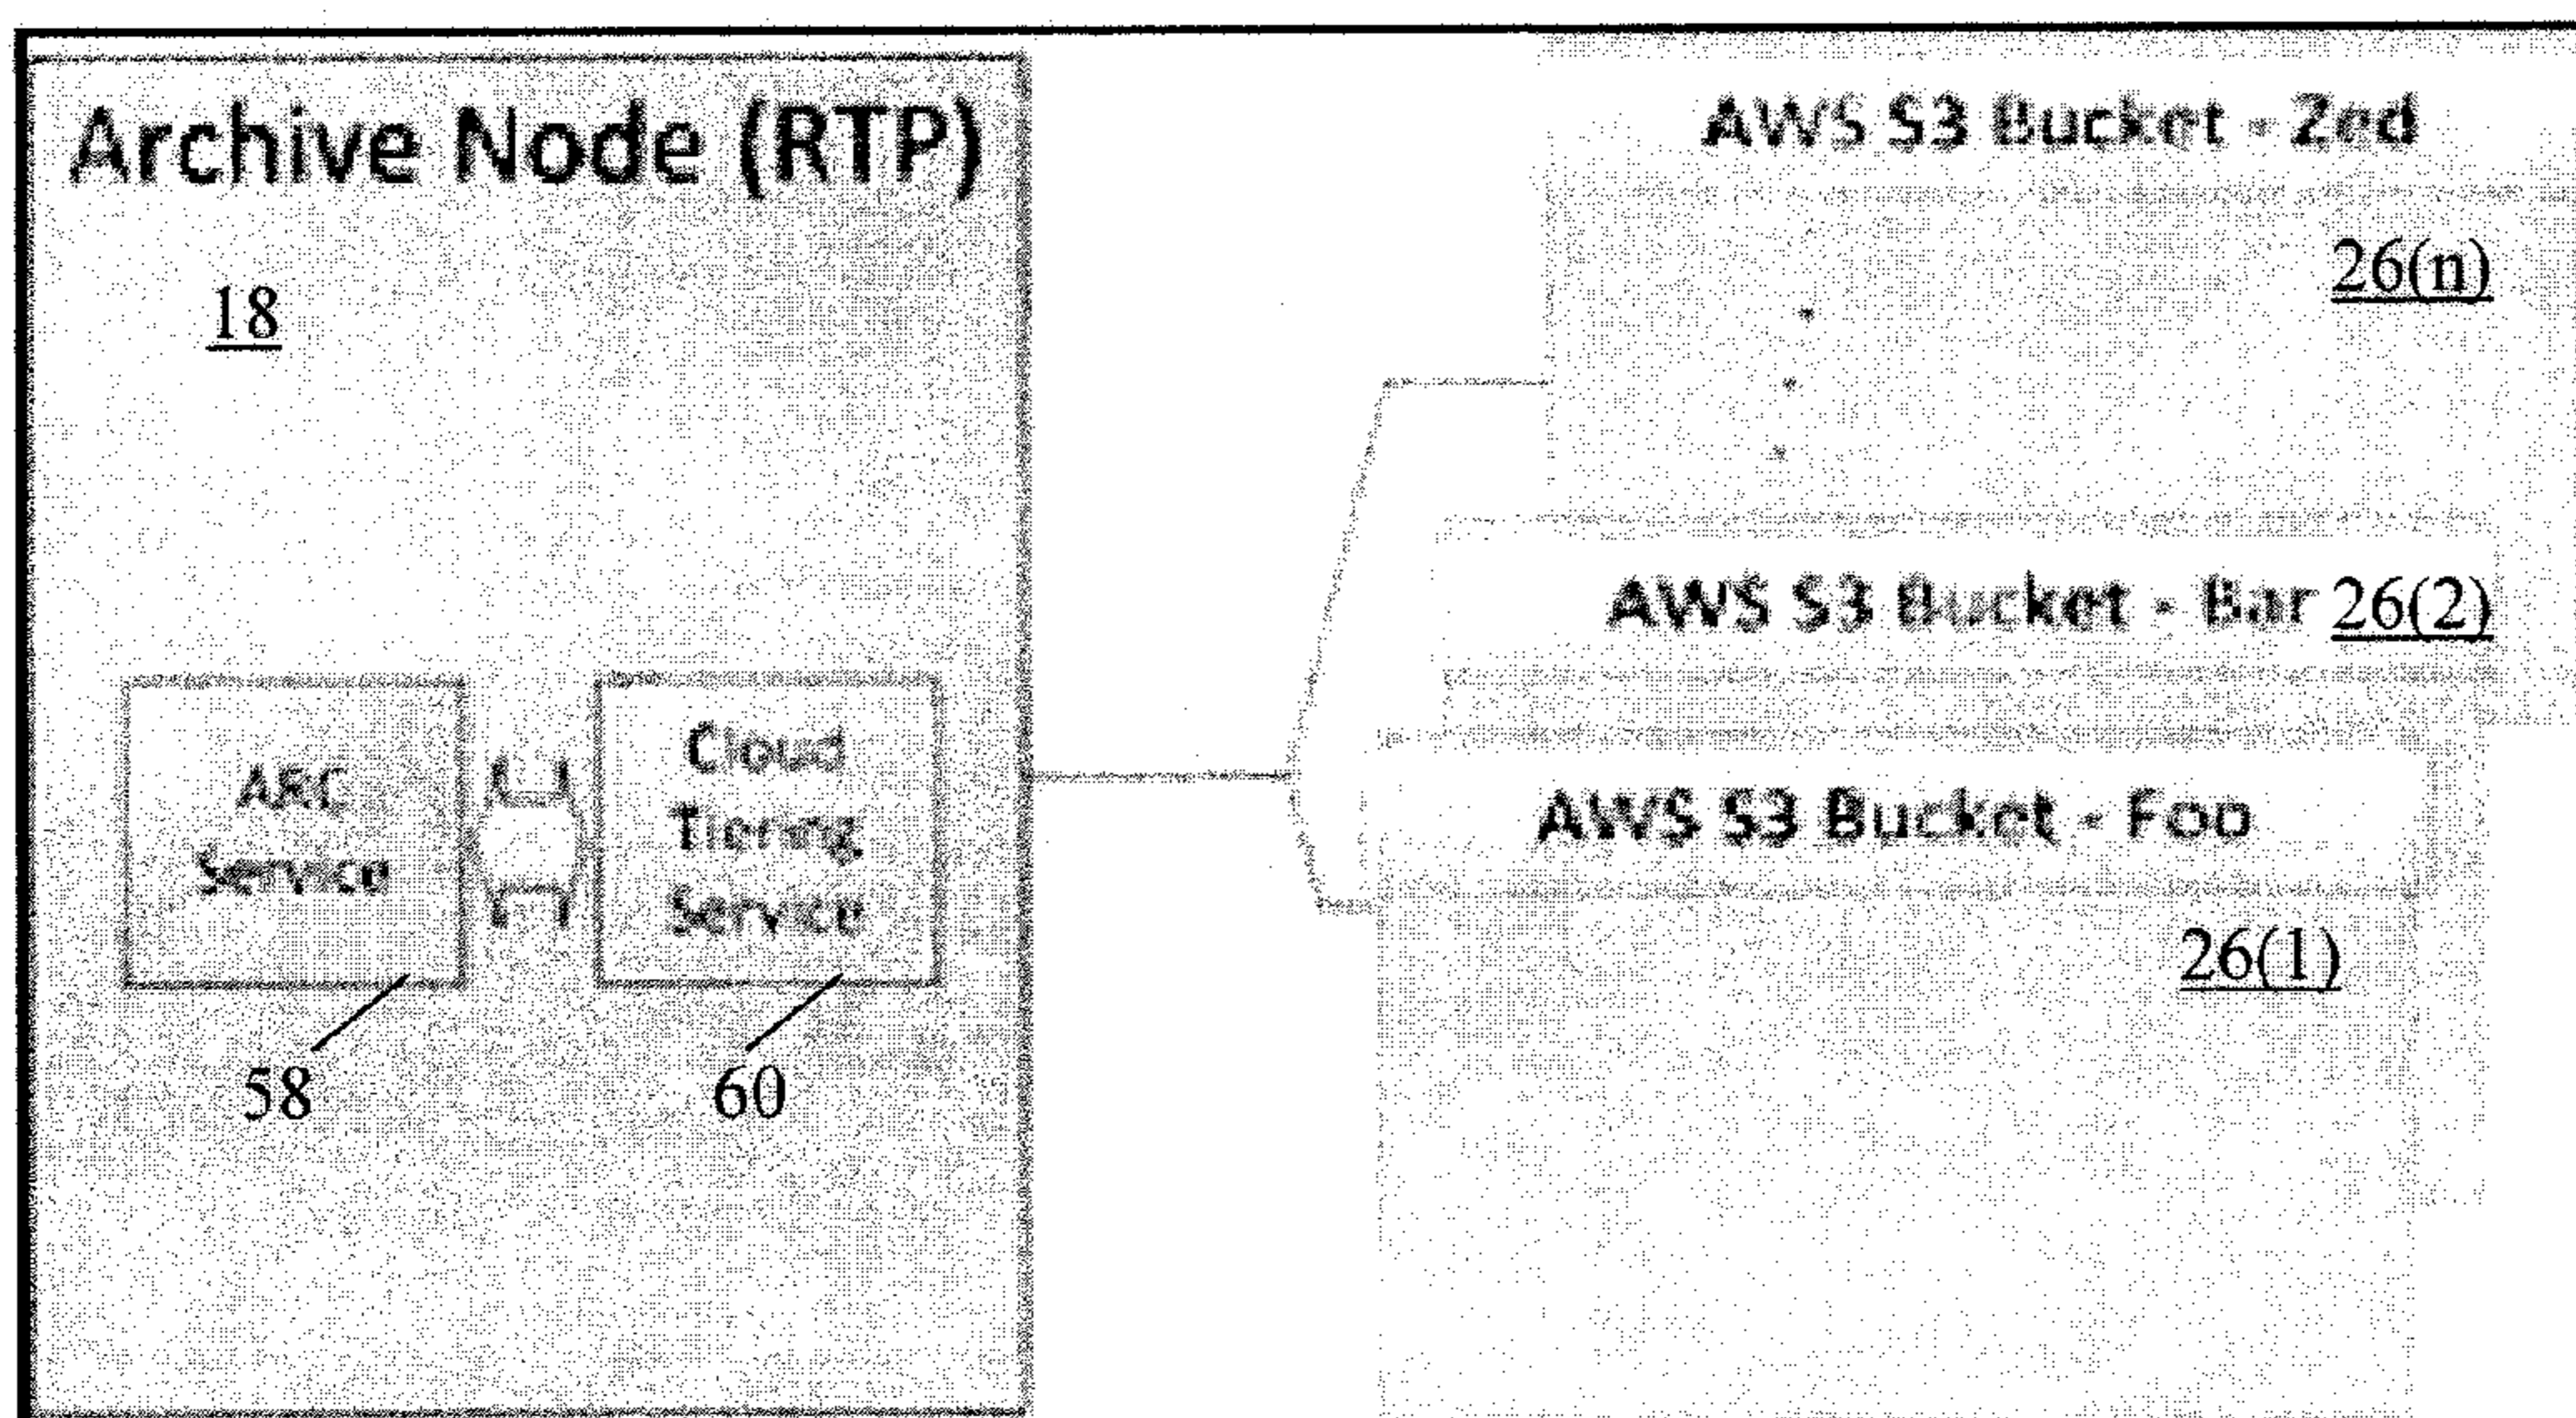 Archive Node (RTP)
18
ARC
Service
Cloud
Tiering
Service
58
60
AWS S3 Bucket - Zed
26(n)
AWS S3 Bucket - Bar 26(2)
AWS S3 Bucket - Foo
26(1)